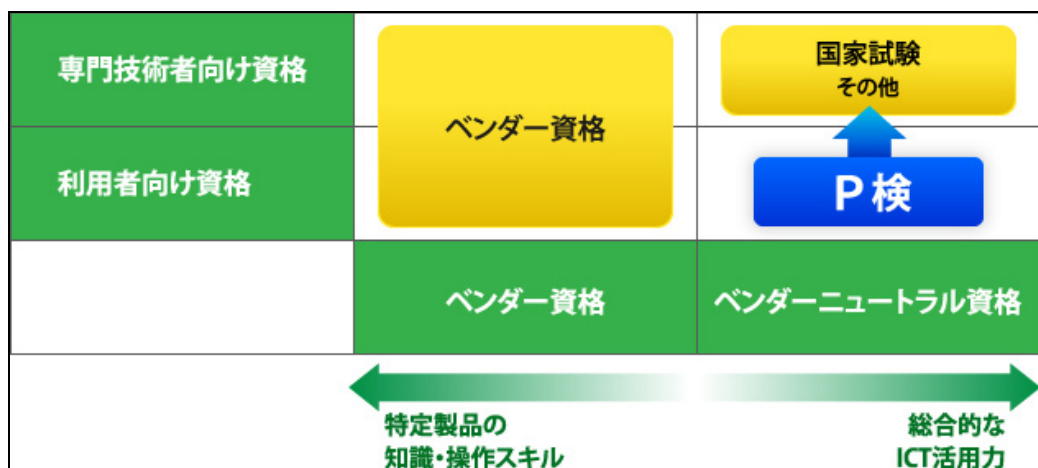 専門技術者向け資格
ベンダー資格
国家試験
その他
利用者向け資格
P検
ベンダー資格
ベンダーニュートラル資格
特定製品の
知識・操作スキル
総合的な
ICT活用力